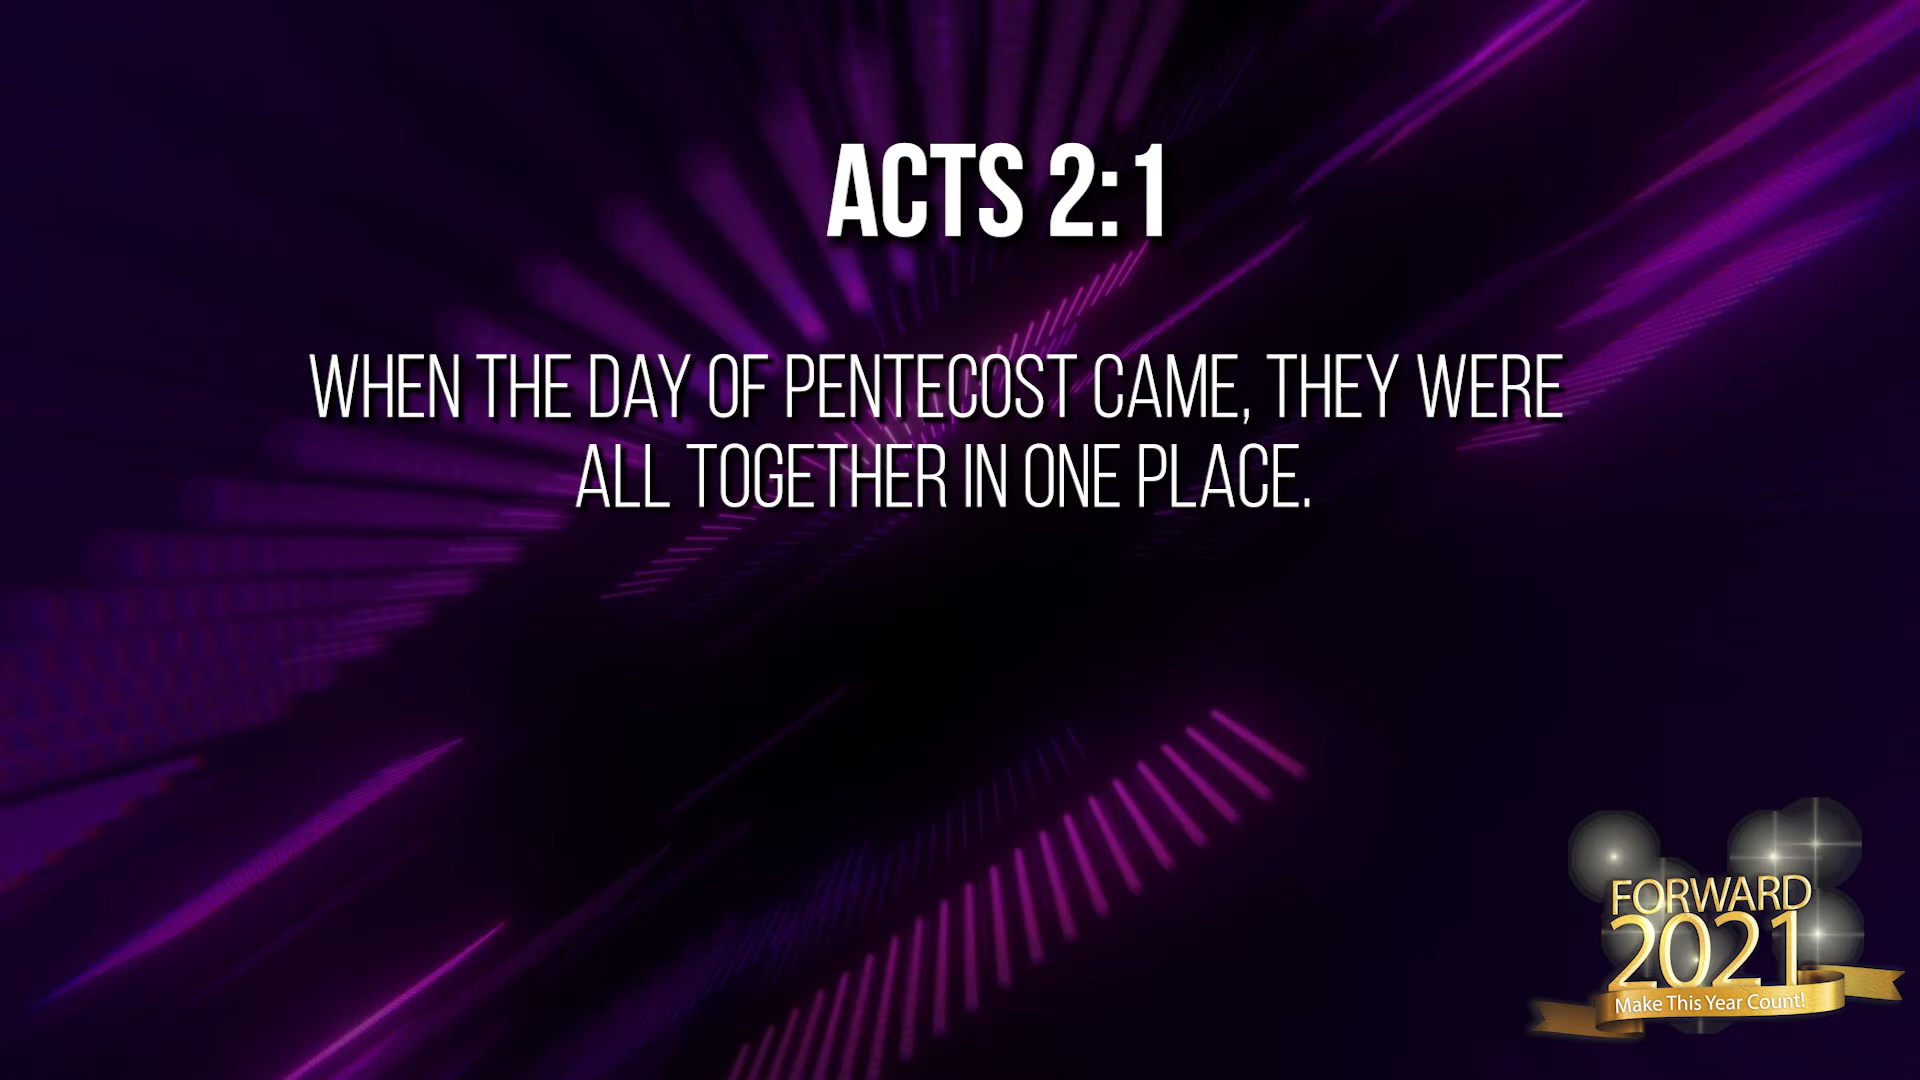 ACTS 2:1
WHEN THE DAY OF PENTECOST CAME, THEY WERE
ALL TOGETHER IN ONE PLACE.
FORWARD
2021
Make This Year Count!